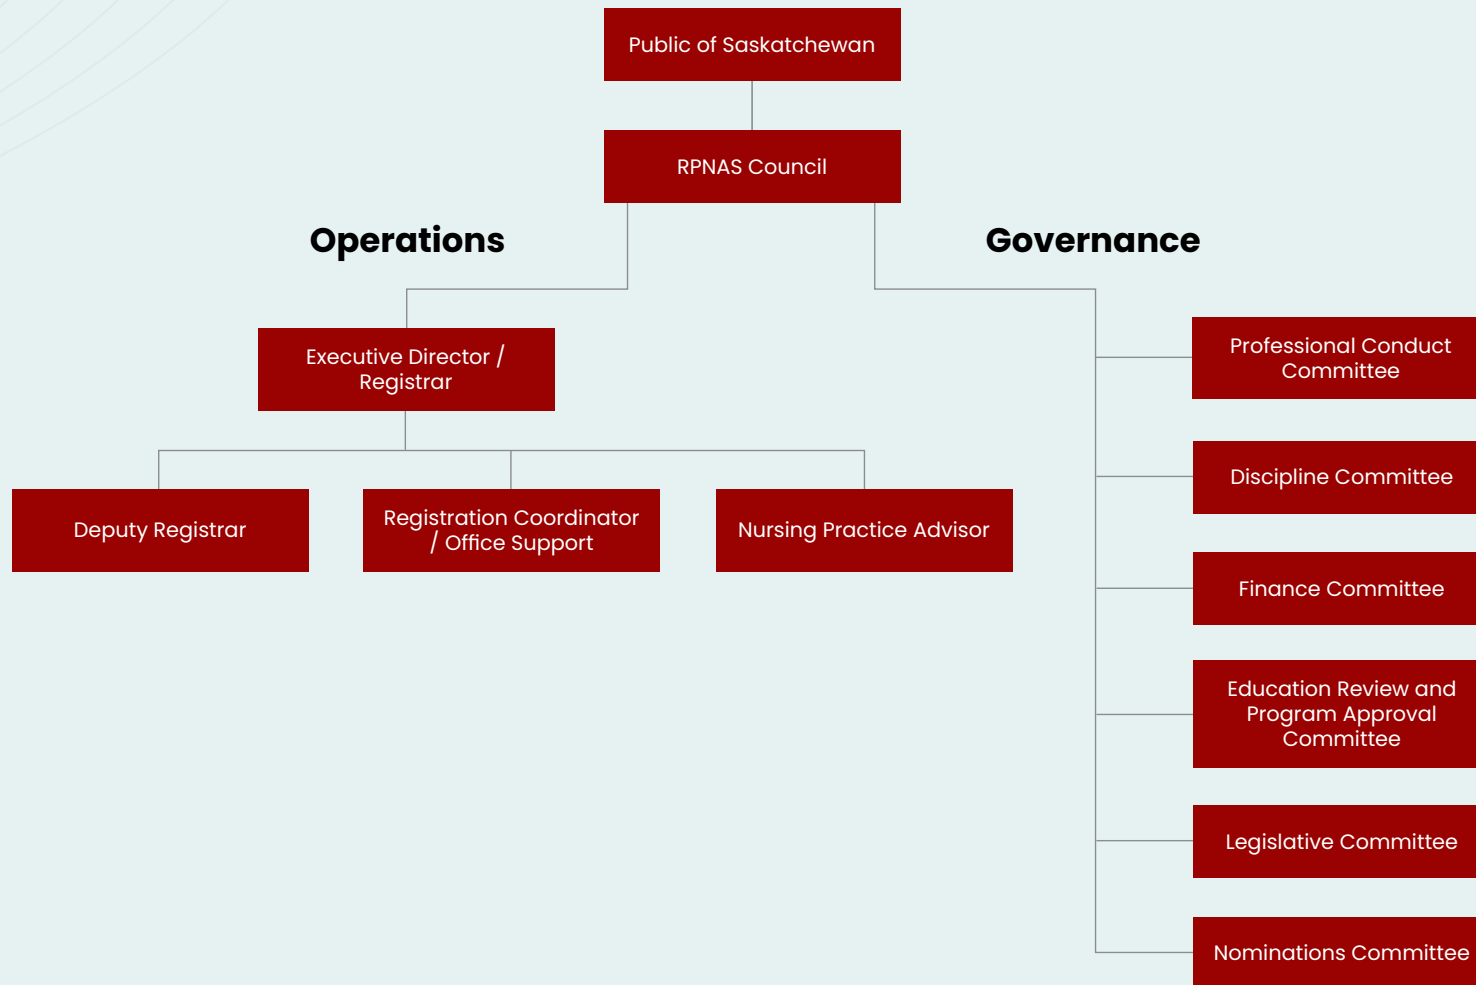 Public of Saskatchewan
RPNAS Council
Operations
Governance
Executive Director /
Registrar
Deputy Registrar
Registration Coordinator
/ Office Support
Nursing Practice Advisor
Professional Conduct
Committee
Discipline Committee
Finance Committee
Education Review and
Program Approval
Committee
Legislative Committee
Nominations Committee